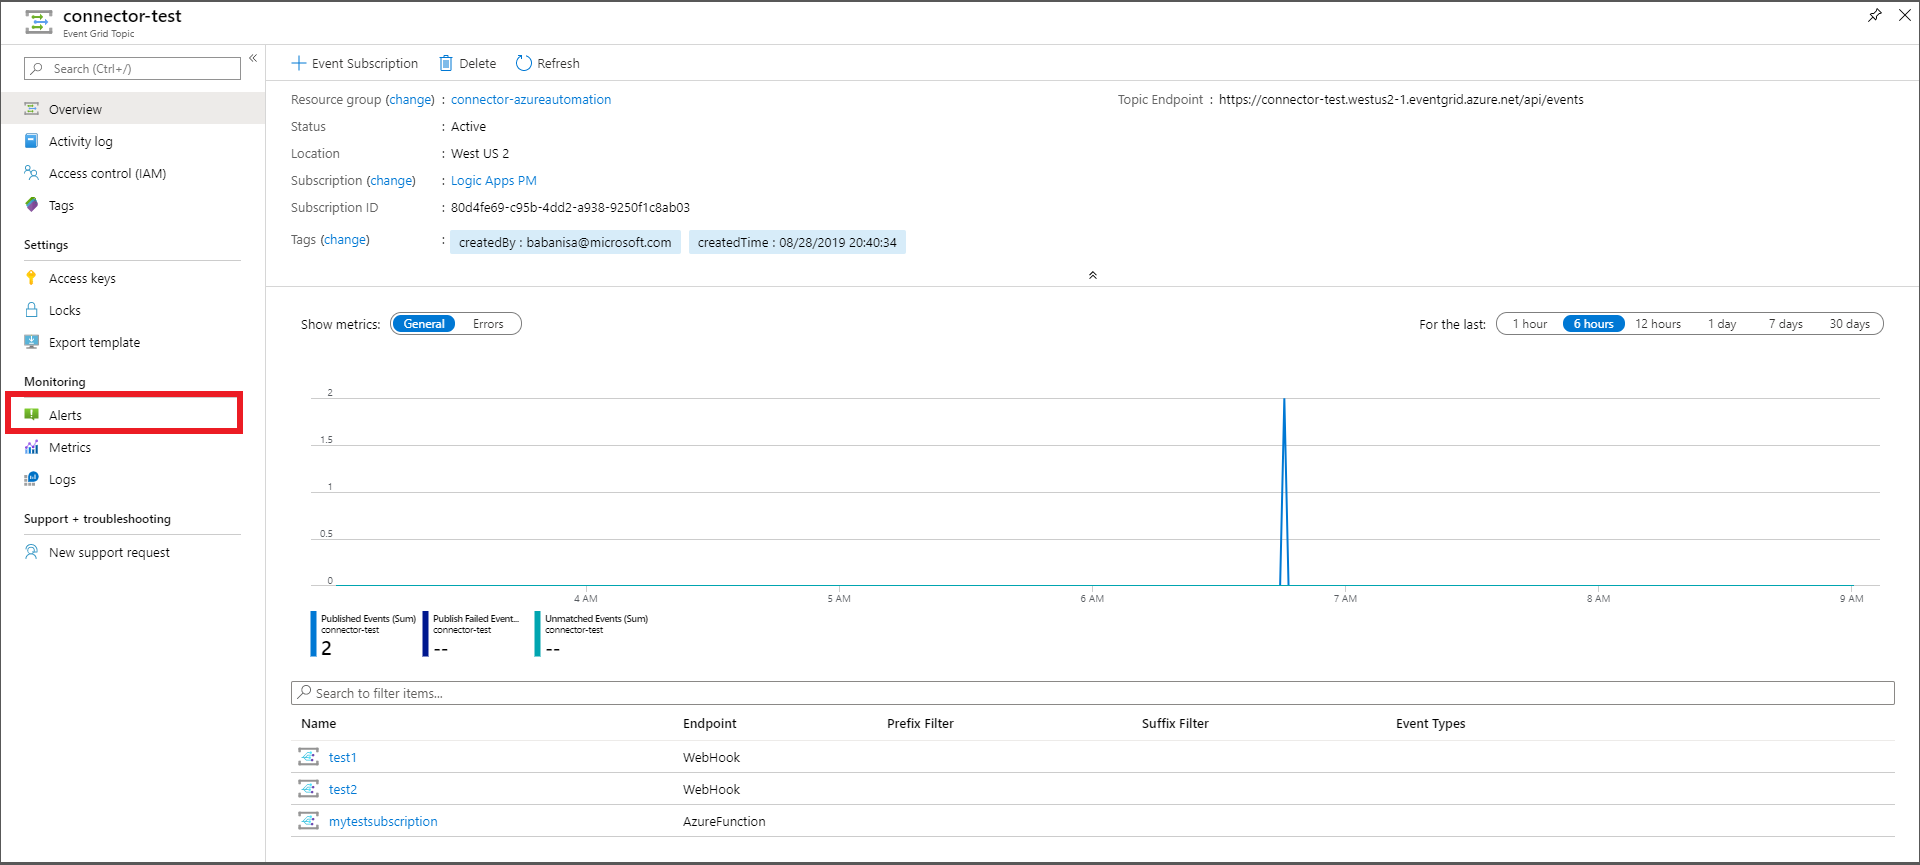 connector-test
Event Grid Topic
Search (Ctrl+/)
Overview
Activity log
Access control (IAM)
Tags
Settings
Access keys
Locks
Export template
Monitoring
Alerts
Metrics
Logs
Support + troubleshooting
New support request
Event Subscription Delete Refresh
Resource group (change) : connector-azureautomation
Topic Endpoint : https://connector-test.westus2-1.eventgrid.azure.net/api/events
Status : Active
Location : West US 2
Subscription (change) : Logic Apps PM
Subscription ID : 80d4fe69-c95b-4dd2-a938-9250f1c8ab03
Tags (change) : createdBy : babanisa@microsoft.com createdTime : 08/28/2019 20:40:34
Show metrics: General Errors
For the last: 1 hour 6 hours 12 hours 1 day 7 days 30 days
2
1.5
1
0.5
0
4 AM 5 AM 6 AM 7 AM 8 AM 9 AM
Published Events (Sum)
connector-test
2
Publish Failed Event...
connector-test
--
Unmatched Events (Sum)
connector-test
--
Search to filter items...
Name Endpoint Prefix Filter Suffix Filter Event Types
test1 WebHook
test2 WebHook
mytestsubscription AzureFunction